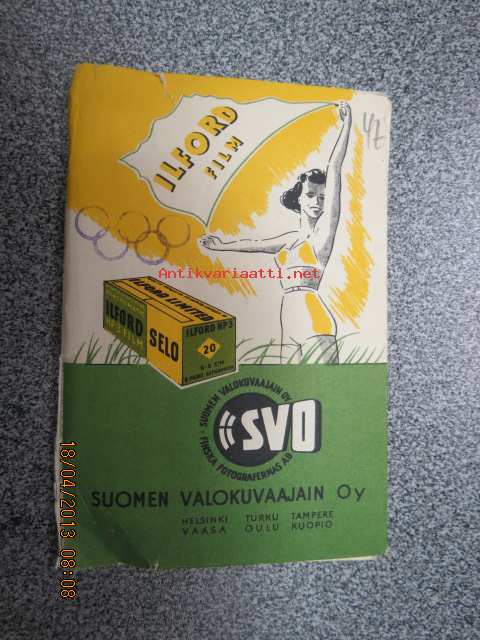 ILFORD
FILM
47
Antikvariaatti.net
ILFORD LIMITED
ILFORD
SELO
ILFORD HP3
20
SUOMEN VALOKUVAAJAIN OY
SVO
FINSKA FOTOGRAFERNAS AB
SUOMEN VALOKUVAAJAIN Oy
HELSINKI TURKU TAMPERE
VAASA OULU KUOPIO
18/04/2013 08:08